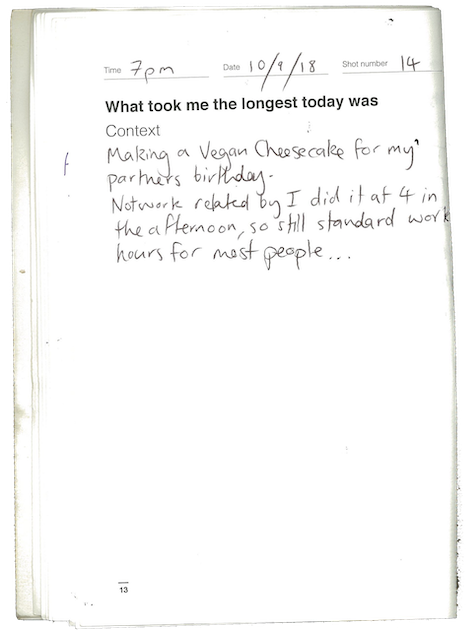 Time 7pm Date 10/9/18 Shot number 14
What took me the longest today was
Context
Making a Vegan Cheesecake for my
partners birthday.
Not work related by I did it at 4 in
the afternoon, so still standard work
hours for most people...
13